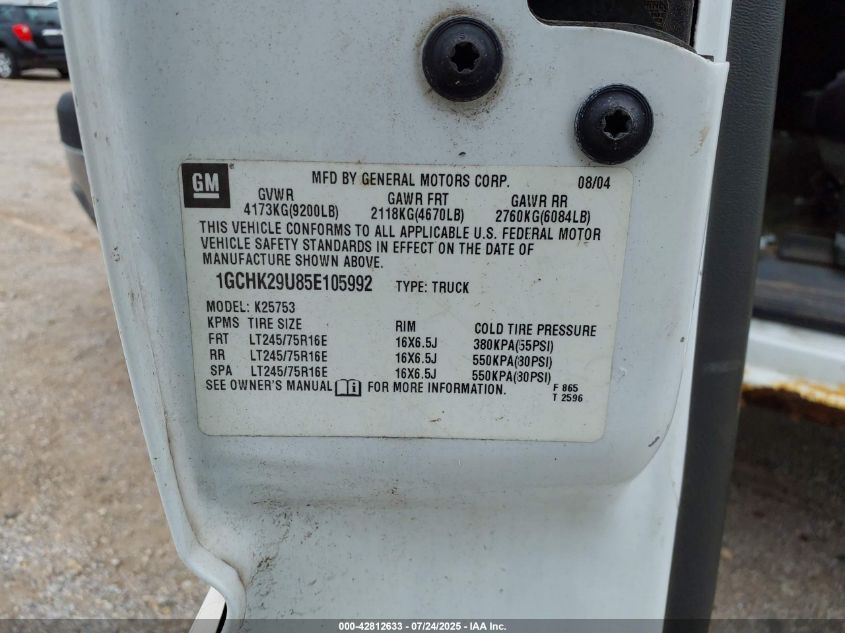 GM
MFD BY GENERAL MOTORS CORP. 08/04
GVWR GAWR FRT GAWR RR
4173KG(9200LB) 2118KG(4670LB) 2760KG(6084LB)
THIS VEHICLE CONFORMS TO ALL APPLICABLE U.S. FEDERAL MOTOR
VEHICLE SAFETY STANDARDS IN EFFECT ON THE DATE OF
MANUFACTURE SHOWN ABOVE.
1GCHK29U85E105992 TYPE: TRUCK
MODEL: K25753
KPMS TIRE SIZE RIM COLD TIRE PRESSURE
FRT LT245/75R16E 16X6.5J 380KPA(55PSI)
RR LT245/75R16E 16X6.5J 550KPA(80PSI)
SPA LT245/75R16E 16X6.5J 550KPA(80PSI)
SEE OWNER'S MANUAL i FOR MORE INFORMATION.
F 865
T 2596
000-42812633 - 07/24/2025 - IAA Inc.